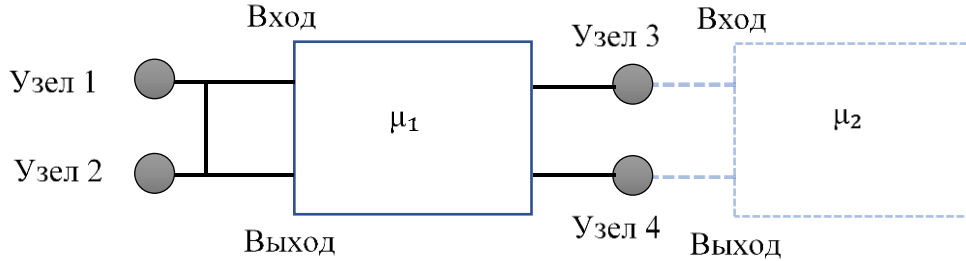 Вход
Узел 3
Вход
Узел 1
μ₁
μ₂
Узел 2
Узел 4
Выход
Выход